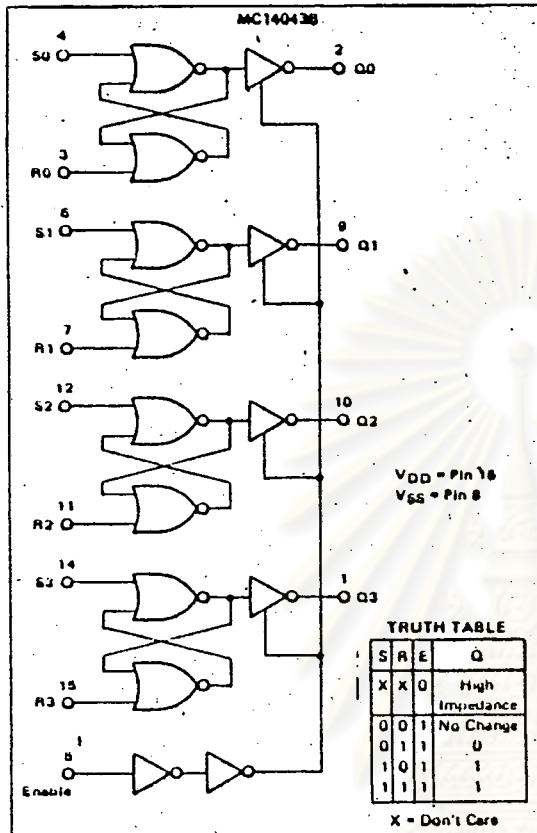 MC14043B
4
S0
2
Q0
3
R0
6
S1
9
Q1
7
R1
12
S2
10
Q2
11
R2
14
S3
1
Q3
15
R3
5
Enable
VDD = Pin 16
VSS = Pin 8
TRUTH TABLE
S R E Q
X X 0 High Impedance
0 0 1 No Change
0 1 1 0
1 0 1 1
1 1 1 1
X = Don't Care